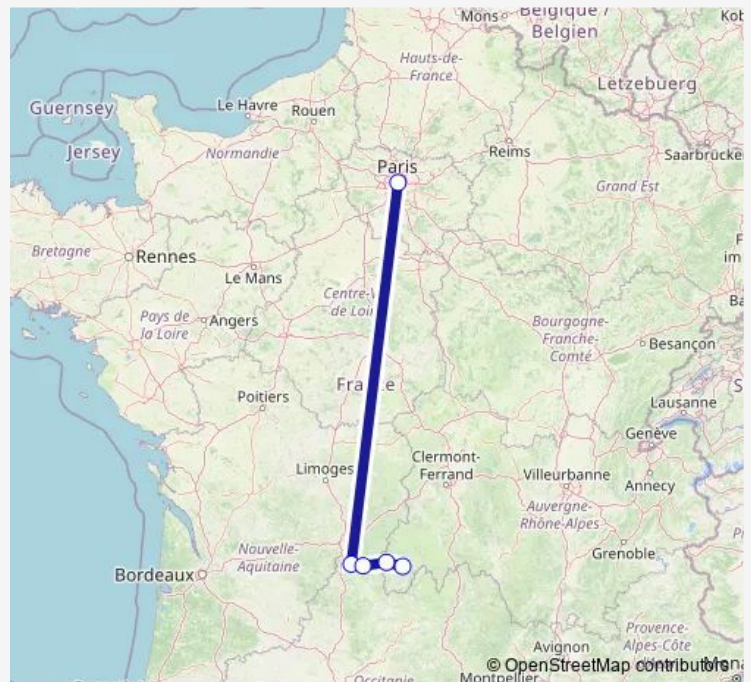 Mons
Belgique /
Belgien
Hauts-de-
France
Letzebuerg
Guernsey
Le Havre
Rouen
Jersey
Normandie
Paris
Reims
Saarbrücke
Grand Est
Bretagne
Rennes
Le Mans
Centre-V
de Loi
Pays de
la Loire
Angers
Bourgogne-
Franche-
Comté
Besançon
France
Lausanne
Poitiers
Genève
Limoges
Clermont-
Ferrand
Villeurbanne
Annecy
Auvergne-
Rhône-Alpes
Nouvelle-
Aquitaine
Grenoble
Bordeaux
Provence-
Alpes-Côte
Avignon
© OpenStreetMap contributors
Montpellier
Occitanie